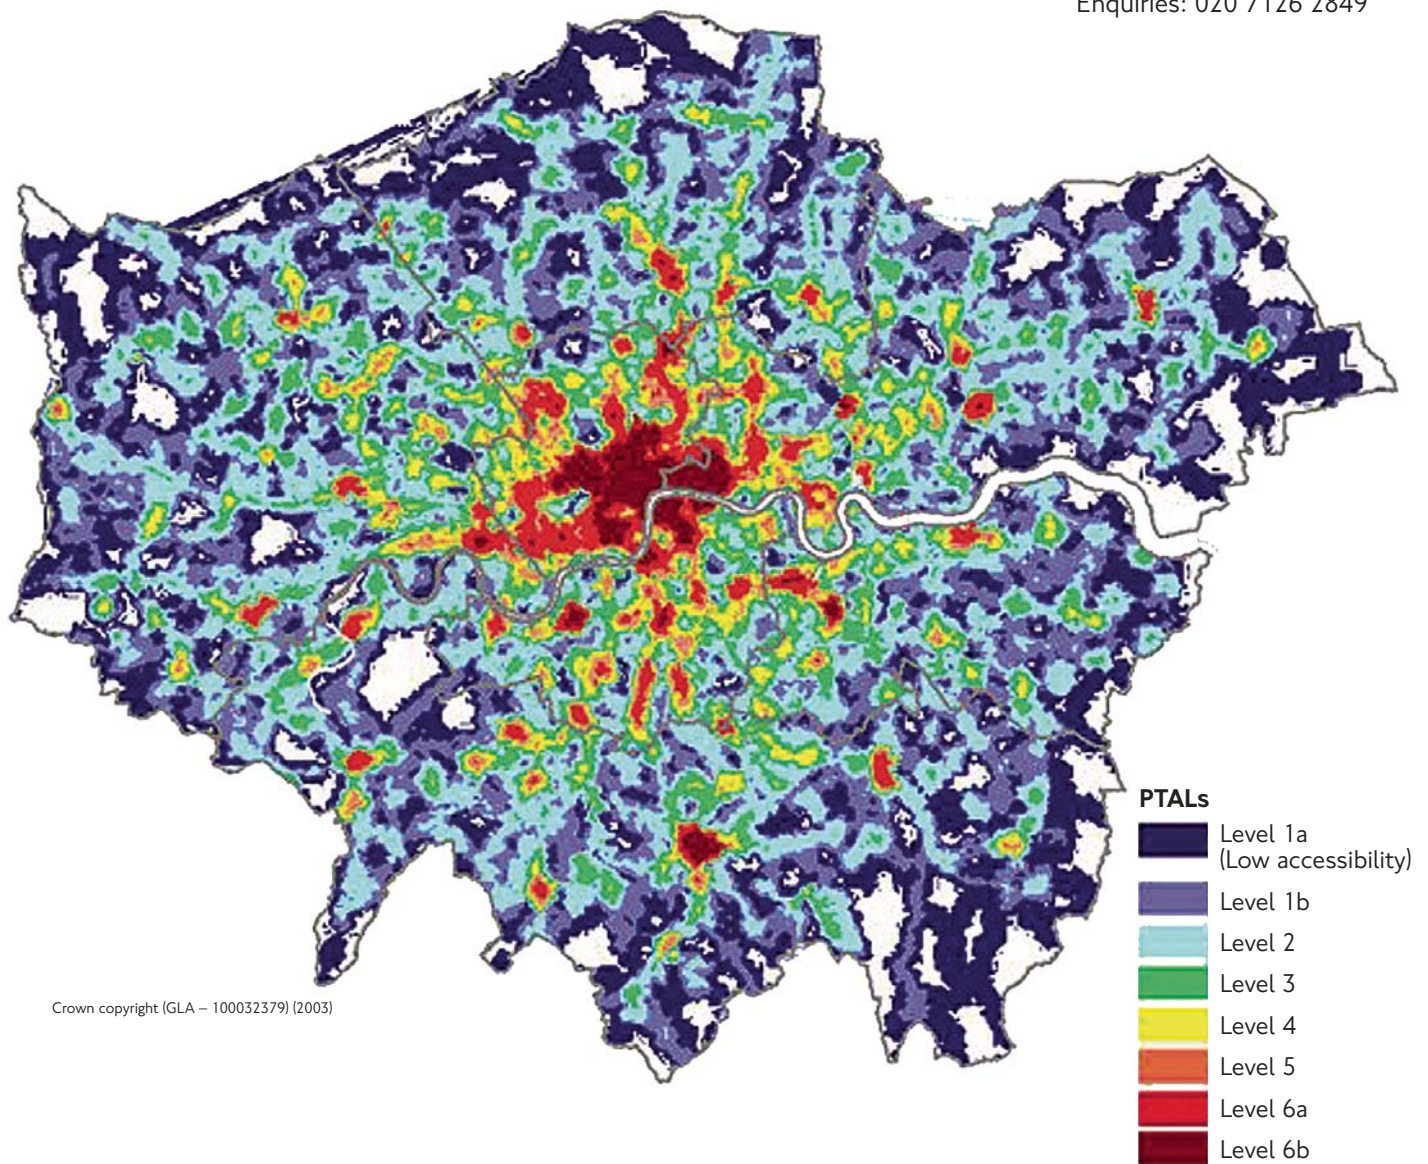 Enquiries: 020 7126 2849
PTALs
Level 1a
(Low accessibility)
Level 1b
Level 2
Level 3
Level 4
Level 5
Level 6a
Level 6b
Crown copyright (GLA – 100032379) (2003)